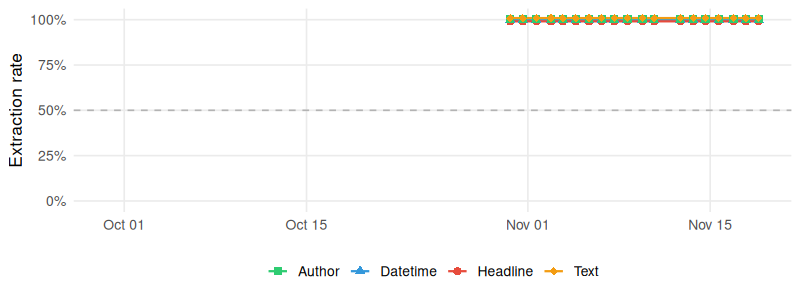 Extraction rate
100%
75%
50%
25%
0%
Oct 01 Oct 15 Nov 01 Nov 15
Author Datetime Headline Text